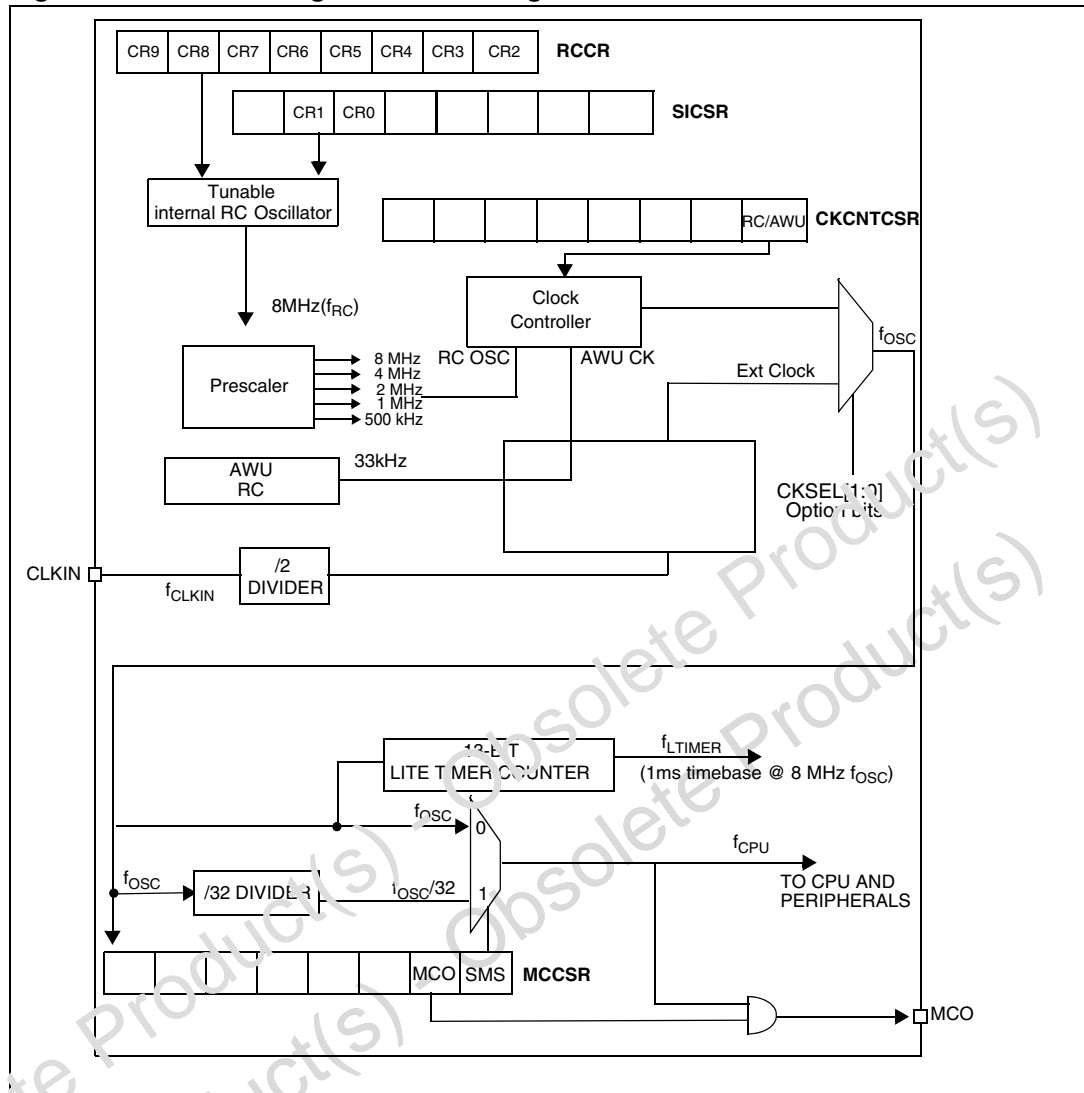 CR9 CR8 CR7 CR6 CR5 CR4 CR3 CR2 RCCR
CR1 CR0 SICSR
Tunable
internal RC Oscillator
RC/AWU CKCNTCSR
Clock
Controller
8MHz(fRC)
RC OSC AWU CK
fOSC
Ext Clock
Prescaler
8 MHz
4 MHz
2 MHz
1 MHz
500 kHz
AWU
RC
33kHz
CKSEL[1:0]
Option bits
CLKIN
fCLKIN
/2
DIVIDER
13-BIT
LITE TIMER COUNTER
fLTIMER
(1ms timebase @ 8 MHz fOSC)
fOSC
0
fCPU
TO CPU AND
PERIPHERALS
fOSC
/32 DIVIDER
fOSC/32
1
MCO SMS MCCSR
MCO
Obsolete Product(s)
Obsolete Product(s)
ete Product(s) -
Product(s) -